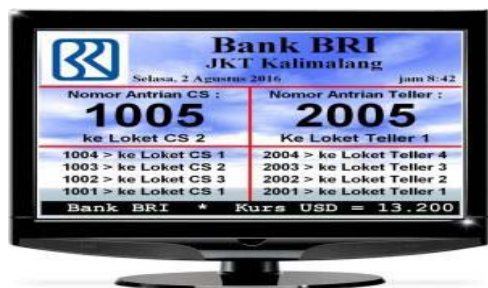 Bank BRI
JKT Kalimalang
Selasa, 2 Agustus 2016 jam 8:42
Nomor Antrian CS :
1005
ke Loket CS 2
Nomor Antrian Teller :
2005
Ke Loket Teller 1
1004 > ke Loket CS 1
1003 > ke Loket CS 2
1002 > ke Loket CS 3
1001 > ke Loket CS 1
2004 > ke Loket Teller 4
2003 > ke Loket Teller 3
2002 > ke Loket Teller 2
2001 > ke Loket Teller 1
Bank BRI * Kurs USD = 13.200